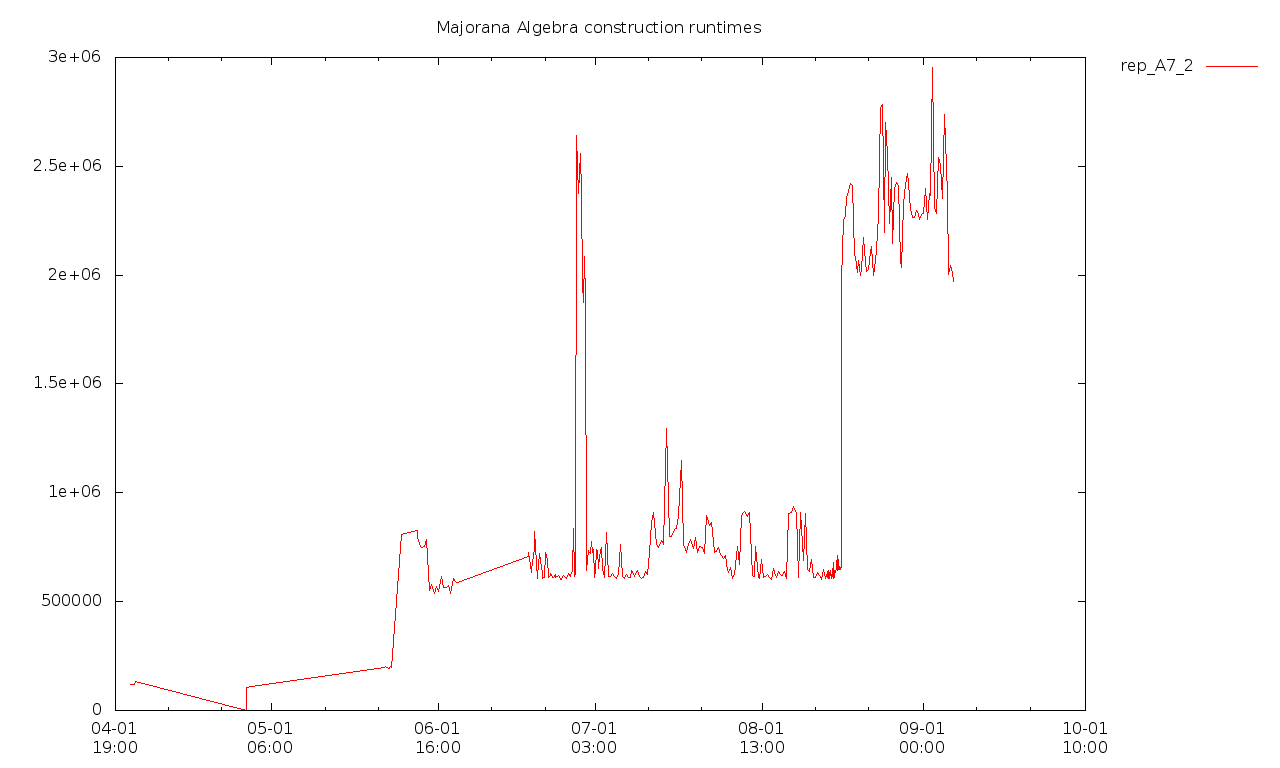 Majorana Algebra construction runtimes
rep_A7_2
3e+06
2.5e+06
2e+06
1.5e+06
1e+06
500000
0
04-01 05-01 06-01 07-01 08-01 09-01 10-01
19:00 06:00 16:00 03:00 13:00 00:00 10:00